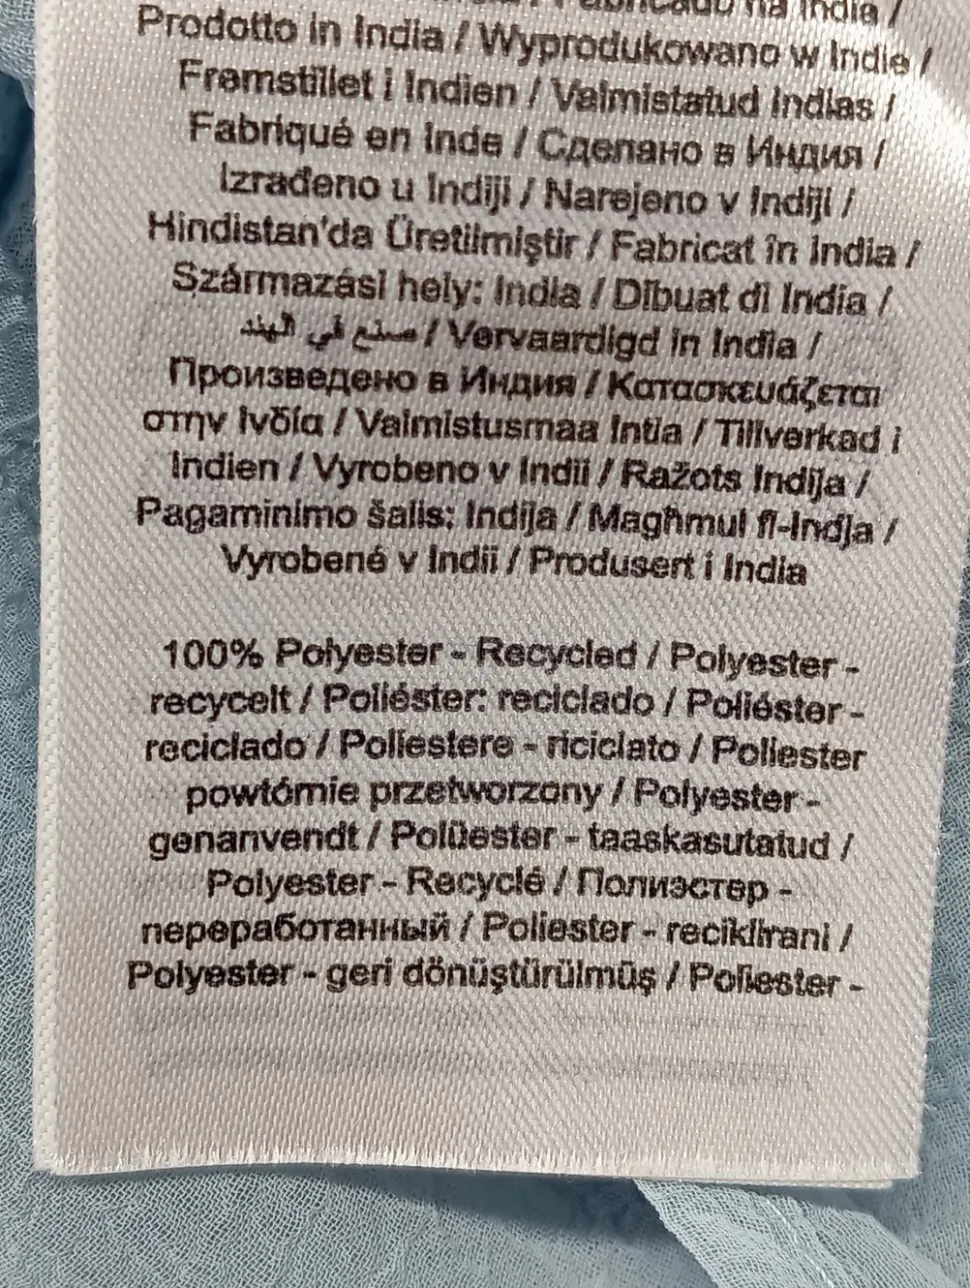 Fabricado na India /
Prodotto in India / Wyprodukowano w Indie /
Fremstillet i Indien / Valmistatud Indias /
Fabriqué en Inde / Сделано в Индия /
Izrađeno u Indiji / Narejeno v Indiji /
Hindistan'da Üretilmiştir / Fabricat în India /
Származási hely: India / Dibuat di India /
صنع في الهند / Vervaardigd in India /
Произведено в Индия / Κατασκευάζεται
στην Ινδία / Valmistusmaa Intia / Tillverkad i
Indien / Vyrobeno v Indii / Ražots Indija /
Pagaminimo šalis: Indija / Magħmul fl-Indja /
Vyrobené v Indii / Produsert i India
100% Polyester - Recycled / Polyester -
recycelt / Poliéster: reciclado / Poliéster -
reciclado / Poliestere - riciclato / Poliester
powtórnie przetworzony / Polyester -
genanvendt / Polüester - taaskasutatud /
Polyester - Recyclé / Полиэстер -
переработанный / Poliester - reciklirani /
Polyester - geri dönüştürülmüş / Poliester -